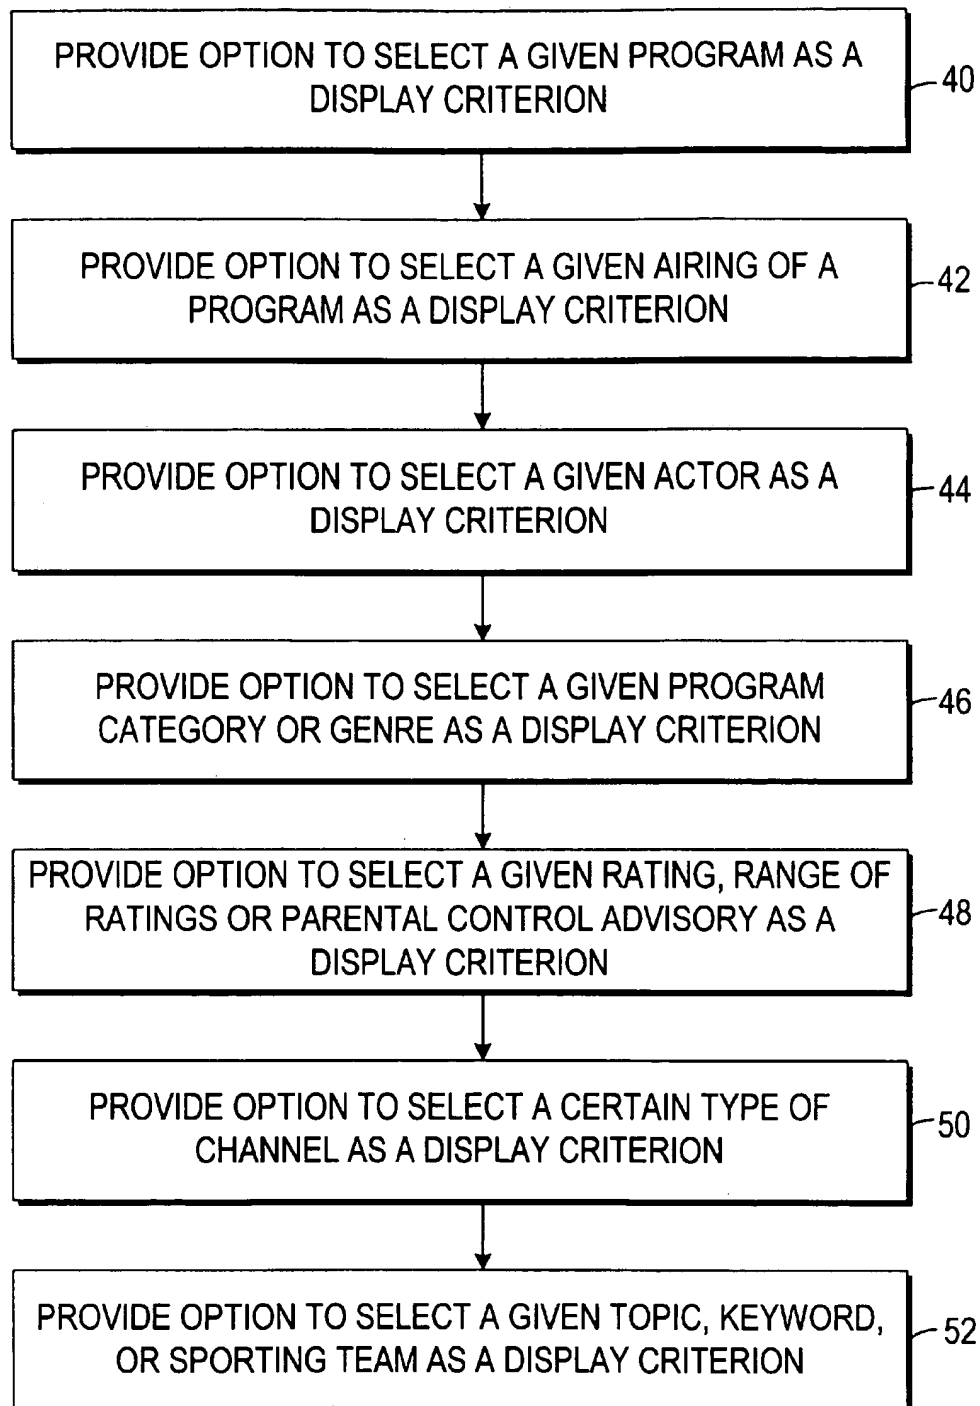 PROVIDE OPTION TO SELECT A GIVEN PROGRAM AS A
DISPLAY CRITERION
40
PROVIDE OPTION TO SELECT A GIVEN AIRING OF A
PROGRAM AS A DISPLAY CRITERION
42
PROVIDE OPTION TO SELECT A GIVEN ACTOR AS A
DISPLAY CRITERION
44
PROVIDE OPTION TO SELECT A GIVEN PROGRAM
CATEGORY OR GENRE AS A DISPLAY CRITERION
46
PROVIDE OPTION TO SELECT A GIVEN RATING, RANGE OF
RATINGS OR PARENTAL CONTROL ADVISORY AS A
DISPLAY CRITERION
48
PROVIDE OPTION TO SELECT A CERTAIN TYPE OF
CHANNEL AS A DISPLAY CRITERION
50
PROVIDE OPTION TO SELECT A GIVEN TOPIC, KEYWORD,
OR SPORTING TEAM AS A DISPLAY CRITERION
52